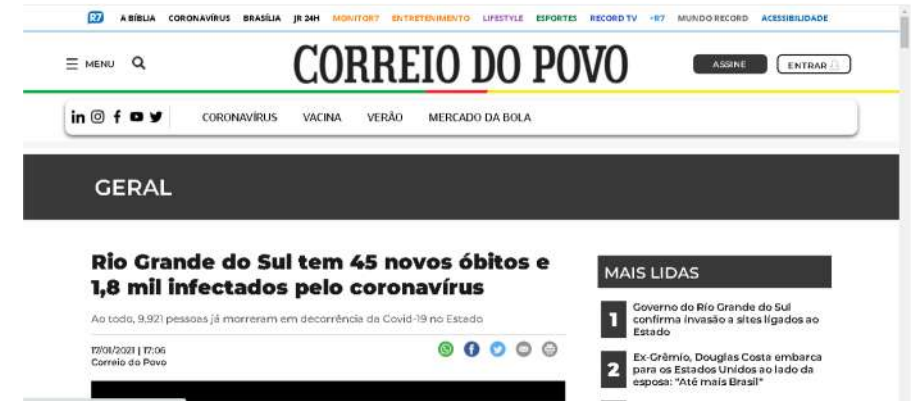 R7 A BÍBLIA CORONAVÍRUS BRASÍLIA JR 24H MONITOR7 ENTRETENIMENTO LIFESTYLE ESPORTES RECORD TV +R7 MUNDO RECORD ACESSIBILIDADE
MENU
CORREIO DO POVO
ASSINE
ENTRAR
in f
CORONAVÍRUS VACINA VERÃO MERCADO DA BOLA
GERAL
Rio Grande do Sul tem 45 novos óbitos e
1,8 mil infectados pelo coronavírus
Ao todo, 9.921 pessoas já morreram em decorrência da Covid-19 no Estado
17/01/2021 | 17:06
Correio do Povo
MAIS LIDAS
1
Governo do Rio Grande do Sul
confirma invasão a sites ligados ao
Estado
2
Ex-Grêmio, Douglas Costa embarca
para os Estados Unidos ao lado da
esposa: "Até mais Brasil"